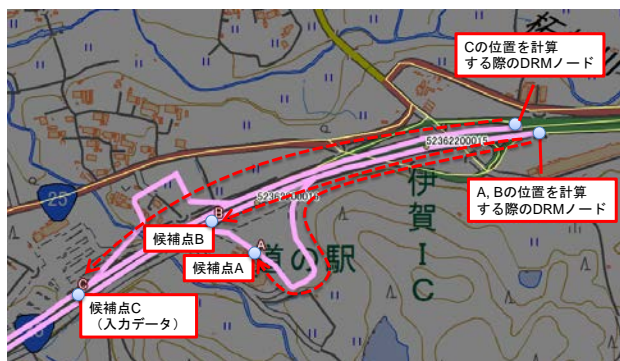 Cの位置を計算
する際のDRMノード
52362200015
A, Bの位置を計算
する際のDRMノード
25
52362200016
B
候補点B
A
候補点A
道の駅
伊賀IC
C
候補点C
（入力データ）